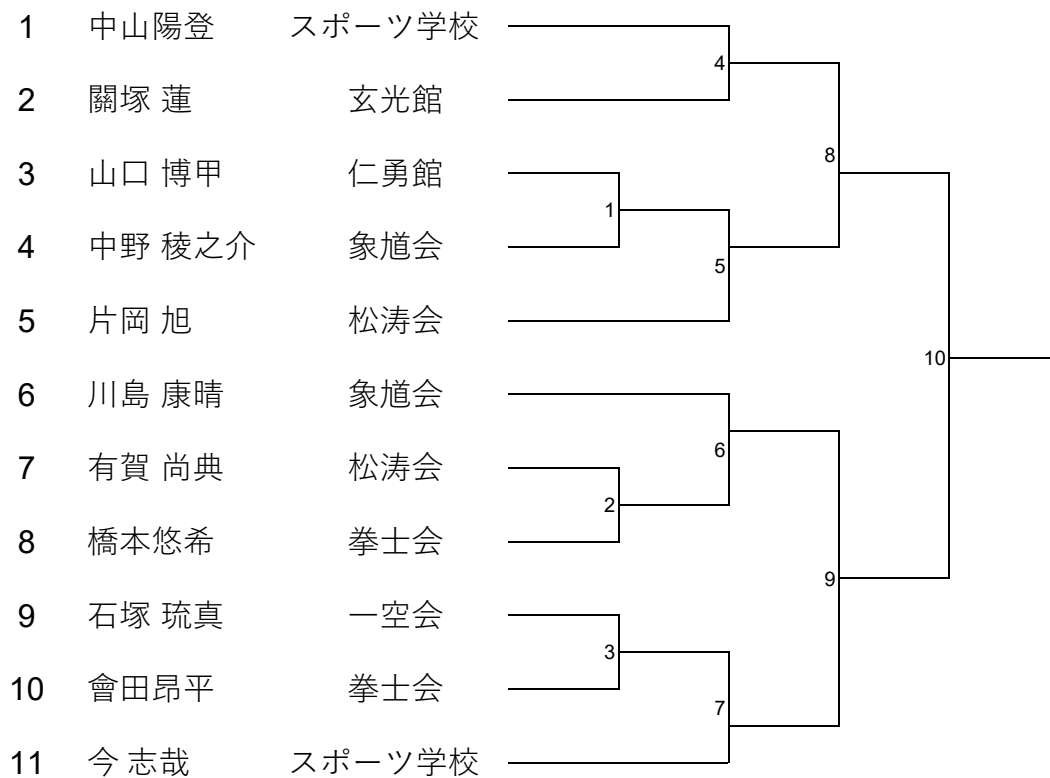 1 中山陽登 スポーツ学校
4
2 關塚 蓮 玄光館
8
3 山口 博甲 仁勇館
1
4 中野 稜之介 象馗会
5
5 片岡 旭 松涛会
10
6 川島 康晴 象馗会
6
7 有賀 尚典 松涛会
2
8 橋本悠希 拳士会
9
9 石塚 琉真 一空会
3
10 會田昂平 拳士会
7
11 今 志哉 スポーツ学校